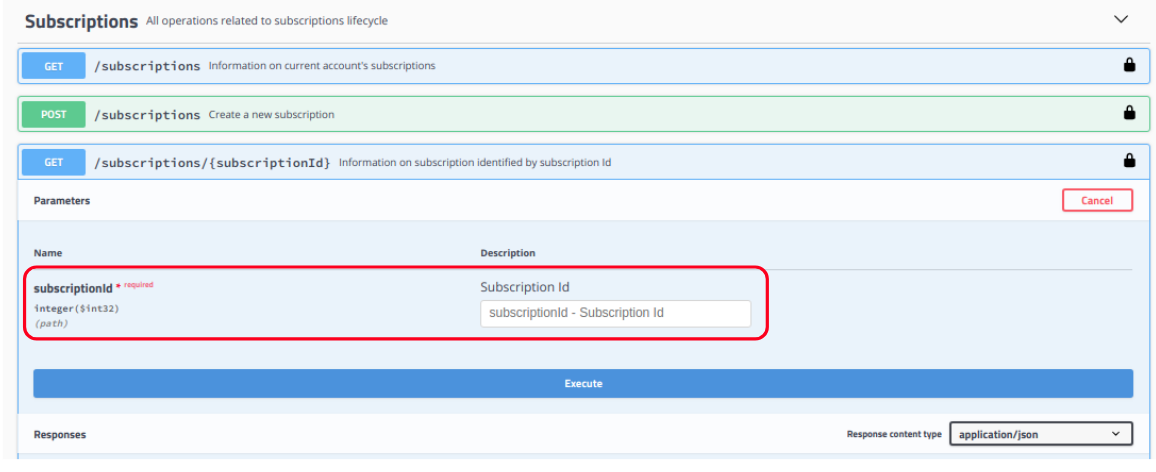 Subscriptions All operations related to subscriptions lifecycle
GET /subscriptions Information on current account's subscriptions
POST /subscriptions Create a new subscription
GET /subscriptions/{subscriptionId} Information on subscription identified by subscription Id
Parameters Cancel
Name Description
subscriptionId * required Subscription Id
integer($int32) subscriptionId - Subscription Id
(path)
Execute
Responses Response content type application/json